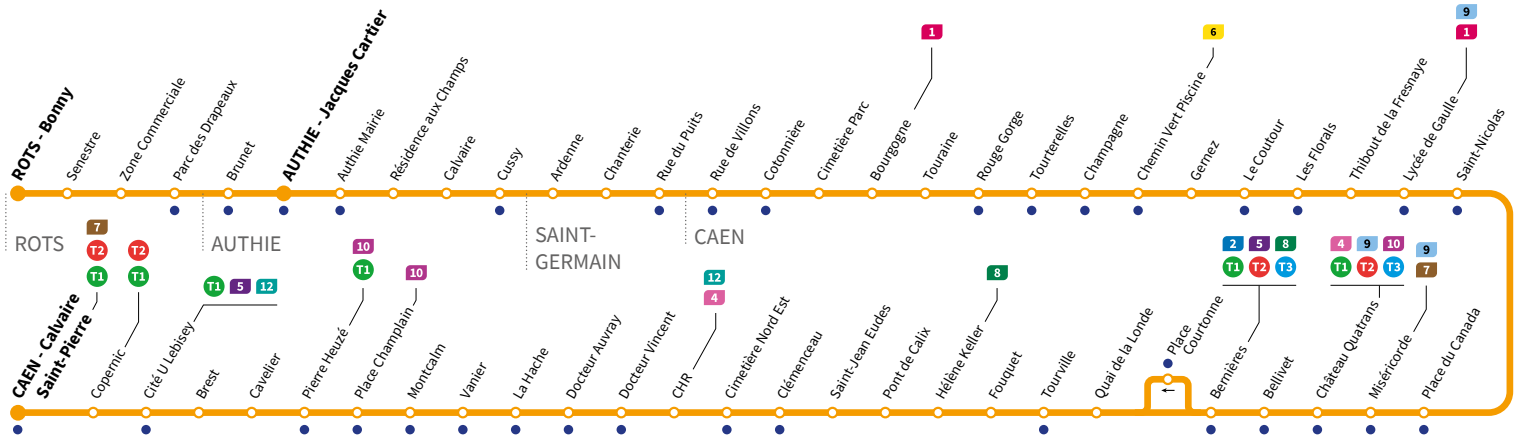 9
1
6
1
ROTS - Bonny
Senestre
Zone Commerciale
Parc des Drapeaux
Brunet
AUTHIE - Jacques Cartier
Authie Mairie
Résidence aux Champs
Calvaire
Cussy
Ardenne
Chanterie
Rue du Puits
Rue de Villons
Cotonnière
Cimetière Parc
Bourgogne
Touraine
Rouge Gorge
Tourterelles
Champagne
Chemin Vert Piscine
Gernez
Le Coutour
Les Florals
Thibout de la Fresnaye
Lycée de Gaulle
Saint-Nicolas
ROTS
AUTHIE
SAINT-
GERMAIN
CAEN
7
T2
T1
T2
T1
T1 5 12
10
T1
10
12
4
8
2 5 8
T1 T2 T3
4 9 10
T1 T2 T3
9
7
CAEN - Calvaire
Saint-Pierre
Copernic
Cité U Lebisey
Brest
Cavelier
Pierre Heuzé
Place Champlain
Montcalm
Vanier
La Hache
Docteur Auvray
Docteur Vincent
CHR
Cimetière Nord Est
Clémenceau
Saint-Jean Eudes
Pont de Calix
Hélène Keller
Fouquet
Tourville
Quai de la Londe
Place
Courtonne
←
Bernières
Bellivet
Château Quatrans
Miséricorde
Place du Canada